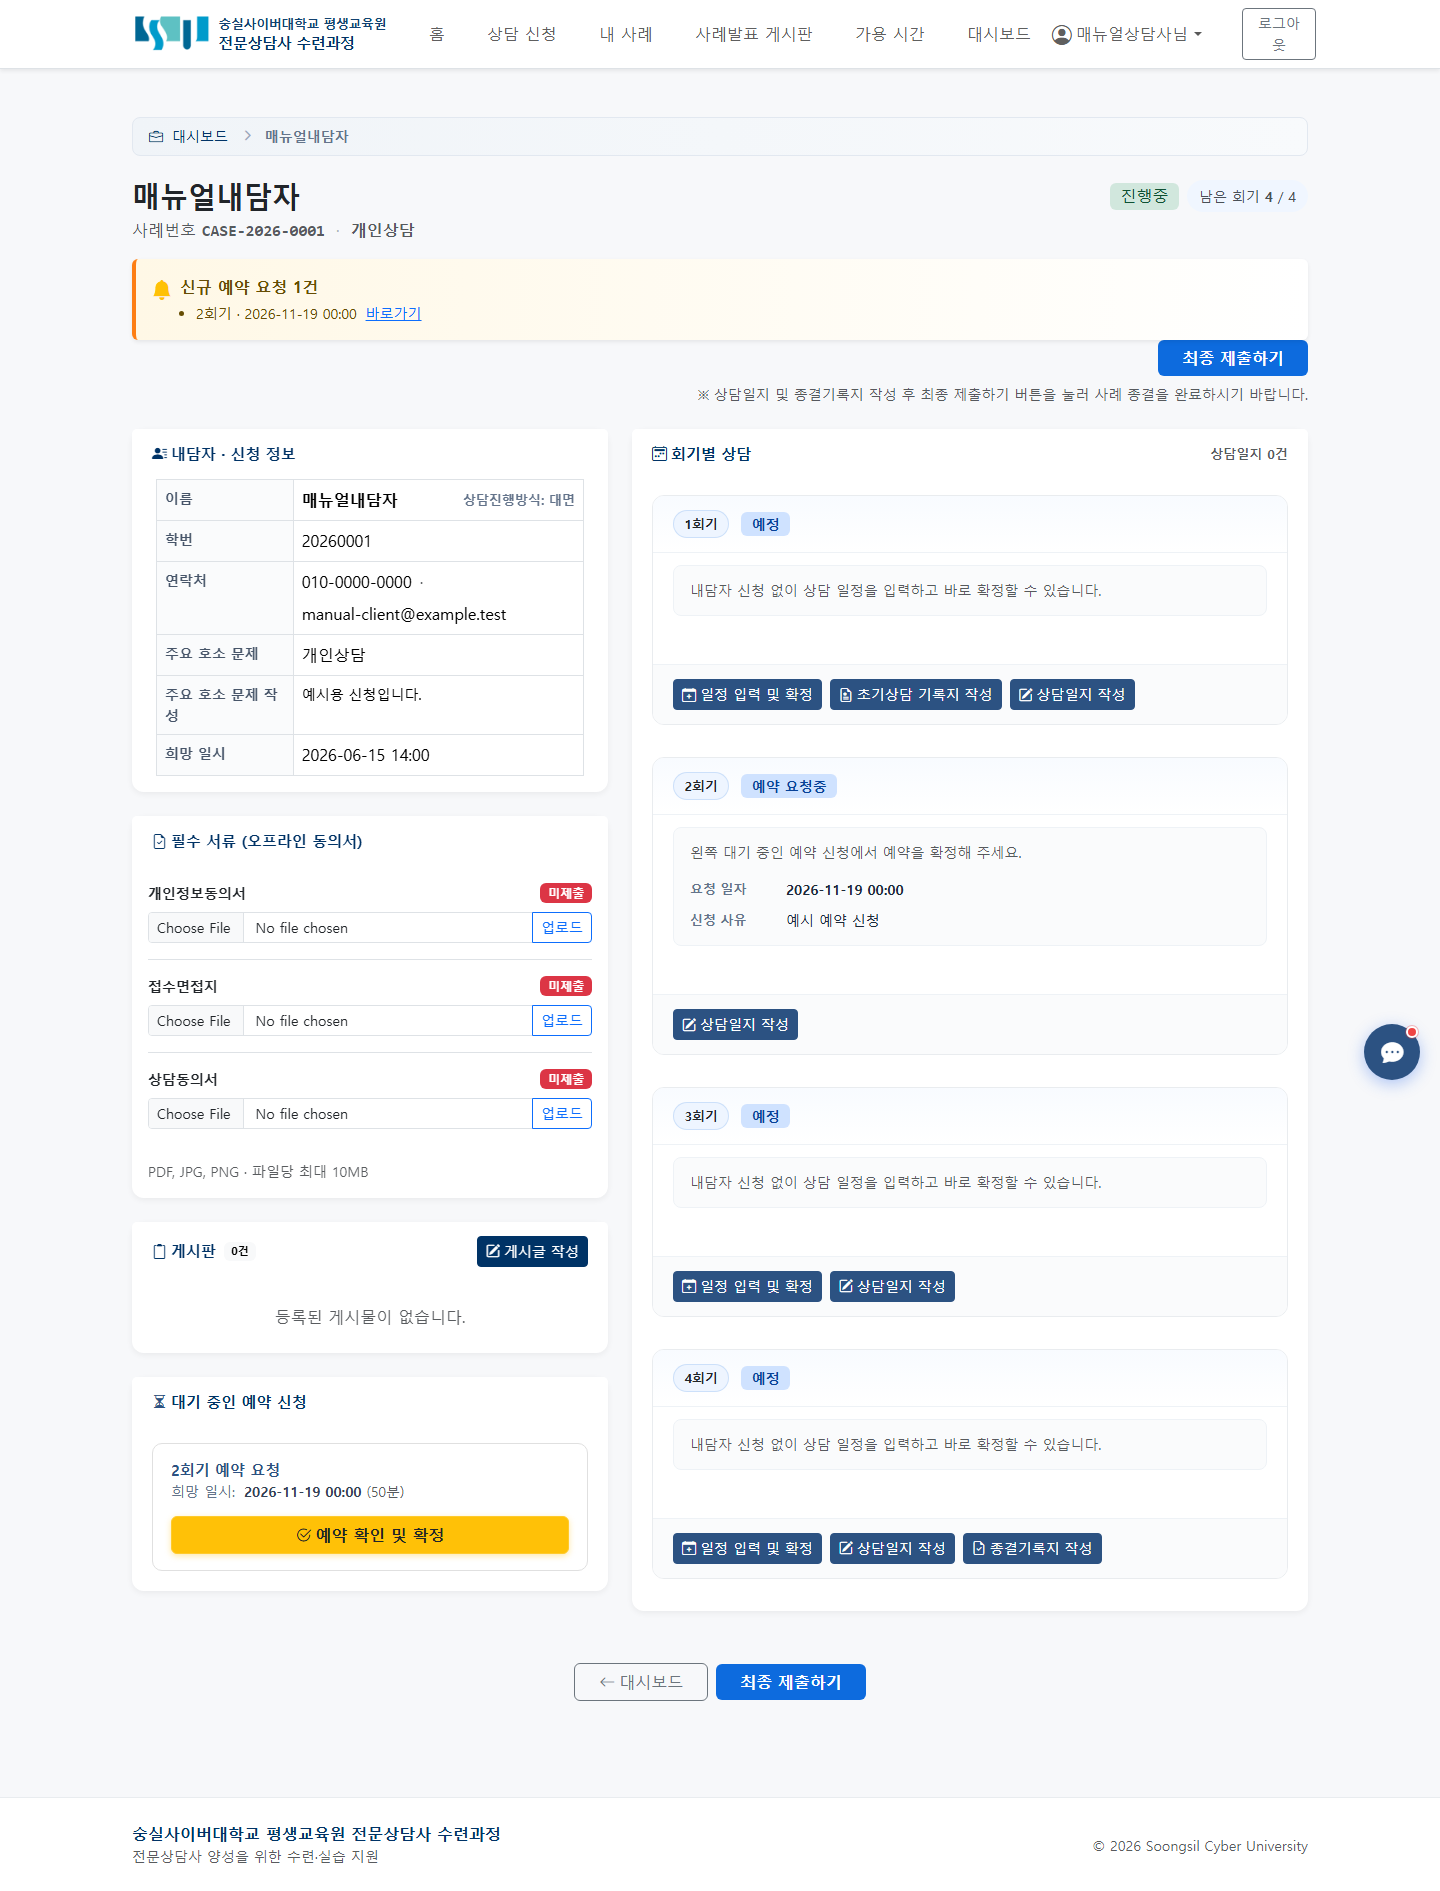 숭실사이버대학교 평생교육원
전문상담사 수련과정
홈 상담 신청 내 사례 사례발표 게시판 가용 시간 대시보드 매뉴얼상담사님 로그아웃
대시보드 > 매뉴얼내담자
매뉴얼내담자
진행중 남은 회기 4 / 4
사례번호 CASE-2026-0001 · 개인상담
신규 예약 요청 1건
• 2회기 · 2026-11-19 00:00 바로가기
최종 제출하기
※ 상담일지 및 종결기록지 작성 후 최종 제출하기 버튼을 눌러 사례 종결을 완료하시기 바랍니다.
내담자 · 신청 정보
이름 매뉴얼내담자 상담진행방식: 대면
학번 20260001
연락처 010-0000-0000 ·
manual-client@example.test
주요 호소 문제 개인상담
주요 호소 문제 작성 예시용 신청입니다.
희망 일시 2026-06-15 14:00
필수 서류 (오프라인 동의서)
개인정보동의서 미제출
Choose File No file chosen 업로드
접수면접지 미제출
Choose File No file chosen 업로드
상담동의서 미제출
Choose File No file chosen 업로드
PDF, JPG, PNG · 파일당 최대 10MB
게시판 0건 게시글 작성
등록된 게시물이 없습니다.
대기 중인 예약 신청
2회기 예약 요청
희망 일시: 2026-11-19 00:00 (50분)
예약 확인 및 확정
회기별 상담 상담일지 0건
1회기 예정
내담자 신청 없이 상담 일정을 입력하고 바로 확정할 수 있습니다.
일정 입력 및 확정 초기상담 기록지 작성 상담일지 작성
2회기 예약 요청중
왼쪽 대기 중인 예약 신청에서 예약을 확정해 주세요.
요청 일자 2026-11-19 00:00
신청 사유 예시 예약 신청
상담일지 작성
3회기 예정
내담자 신청 없이 상담 일정을 입력하고 바로 확정할 수 있습니다.
일정 입력 및 확정 상담일지 작성
4회기 예정
내담자 신청 없이 상담 일정을 입력하고 바로 확정할 수 있습니다.
일정 입력 및 확정 상담일지 작성 종결기록지 작성
← 대시보드 최종 제출하기
숭실사이버대학교 평생교육원 전문상담사 수련과정
전문상담사 양성을 위한 수련·실습 지원
© 2026 Soongsil Cyber University